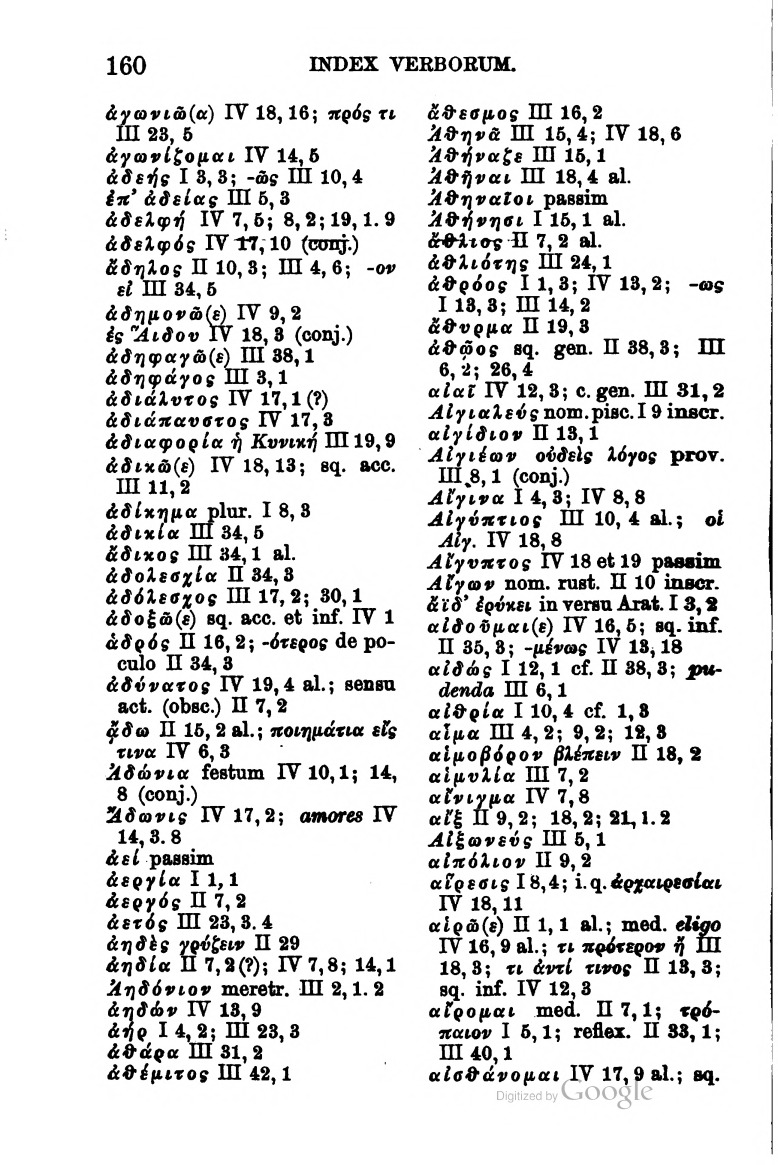 160
INDEX VERBORUM.
ἀγωνιῶ(α) IV 18, 16; πρός τι
III 23, 5
ἀγωνίζομαι IV 14, 5
ἀδεής I 3, 3; -ῶς III 10, 4
ἐπ’ ἀδείας III 5, 3
ἀδελφή IV 7, 5; 8, 2; 19, 1. 9
ἀδελφός IV 17, 10 (conj.)
ἄδηλος II 10, 3; III 4, 6; -ον
εἰ III 34, 5
ἀδημονῶ(ε) IV 9, 2
ἐς Ἅιδου IV 18, 3 (conj.)
ἀδηφαγῶ(ε) III 38, 1
ἀδηφάγος III 3, 1
ἀδιάλυτος IV 17, 1 (?)
ἀδιάπαυστος IV 17, 3
ἀδιαφορία ἡ Κυνική III 19, 9
ἀδικῶ(ε) IV 18, 13; sq. acc.
III 11, 2
ἀδίκημα plur. I 8, 3
ἀδικία III 34, 5
ἄδικος III 34, 1 al.
ἀδολεσχία II 34, 3
ἀδόλεσχος III 17, 2; 30, 1
ἀδοξῶ(ε) sq. acc. et inf. IV 1
ἁδρός II 16, 2; -ότερος de po-
culo II 34, 3
ἀδύνατος IV 19, 4 al.; sensu
act. (obsc.) II 7, 2
ᾄδω II 15, 2 al.; ποιημάτια εἴς
τινα IV 6, 3
Ἀδώνια festum IV 10, 1; 14,
8 (conj.)
Ἄδωνις IV 17, 2; amores IV
14, 3. 8
ἀεί passim
ἀεργία I 1, 1
ἀεργός II 7, 2
ἀετός III 23, 3. 4
ἀηδὲς γρύζειν II 29
ἀηδία II 7, 2 (?); IV 7, 8; 14, 1
Ἀηδόνιον meretr. III 2, 1. 2
ἀηδών IV 13, 9
ἀήρ I 4, 2; III 23, 3
ἀθάρα III 31, 2
ἀθέμιτος III 42, 1
ἄθεσμος III 16, 2
Ἀθηνᾶ III 15, 4; IV 18, 6
Ἀθήναζε III 15, 1
Ἀθῆναι III 18, 4 al.
Ἀθηναῖοι passim
Ἀθήνησι I 15, 1 al.
ἄθλιος II 7, 2 al.
ἀθλιότης III 24, 1
ἀθρόος I 1, 3; IV 13, 2; -ως
I 13, 3; III 14, 2
ἄθυρμα II 19, 3
ἀθῷος sq. gen. II 38, 3; III
6, 2; 26, 4
αἰαῖ IV 12, 3; c. gen. III 31, 2
Αἰγιαλεύς nom. pisc. I 9 inscr.
αἰγίδιον II 13, 1
Αἰγιέων οὐδεὶς λόγος prov.
III 8, 1 (conj.)
Αἴγινα I 4, 3; IV 8, 8
Αἰγύπτιος III 10, 4 al.; οἱ
Αἰγ. IV 18, 8
Αἴγυπτος IV 18 et 19 passim
Αἴγων nom. rust. II 10 inscr.
ἄϊδ’ ἐρύκει in versu Arat. I 3, 2
αἰδοῦμαι(ε) IV 16, 5; sq. inf.
II 35, 3; -μένως IV 13, 18
αἰδώς I 12, 1 cf. II 38, 3; pu-
denda III 6, 1
αἰθρία I 10, 4 cf. 1, 3
αἷμα III 4, 2; 9, 2; 12, 3
αἱμοβόρον βλέπειν II 18, 2
αἱμυλία III 7, 2
αἴνιγμα IV 7, 8
αἴξ II 9, 2; 18, 2; 21, 1. 2
Αἰξωνεύς III 5, 1
αἰπόλιον II 9, 2
αἵρεσις I 8, 4; i. q. ἀρχαιρεσίαι
IV 18, 11
αἱρῶ(ε) II 1, 1 al.; med. eligo
IV 16, 9 al.; τι πρότερον ἤ III
18, 3; τι ἀντί τινος II 13, 3;
sq. inf. IV 12, 3
αἴρομαι med. II 7, 1; τρό-
παιον I 5, 1; reflex. II 33, 1;
III 40, 1
αἰσθάνομαι IV 17, 9 al.; sq.
Digitized by Google